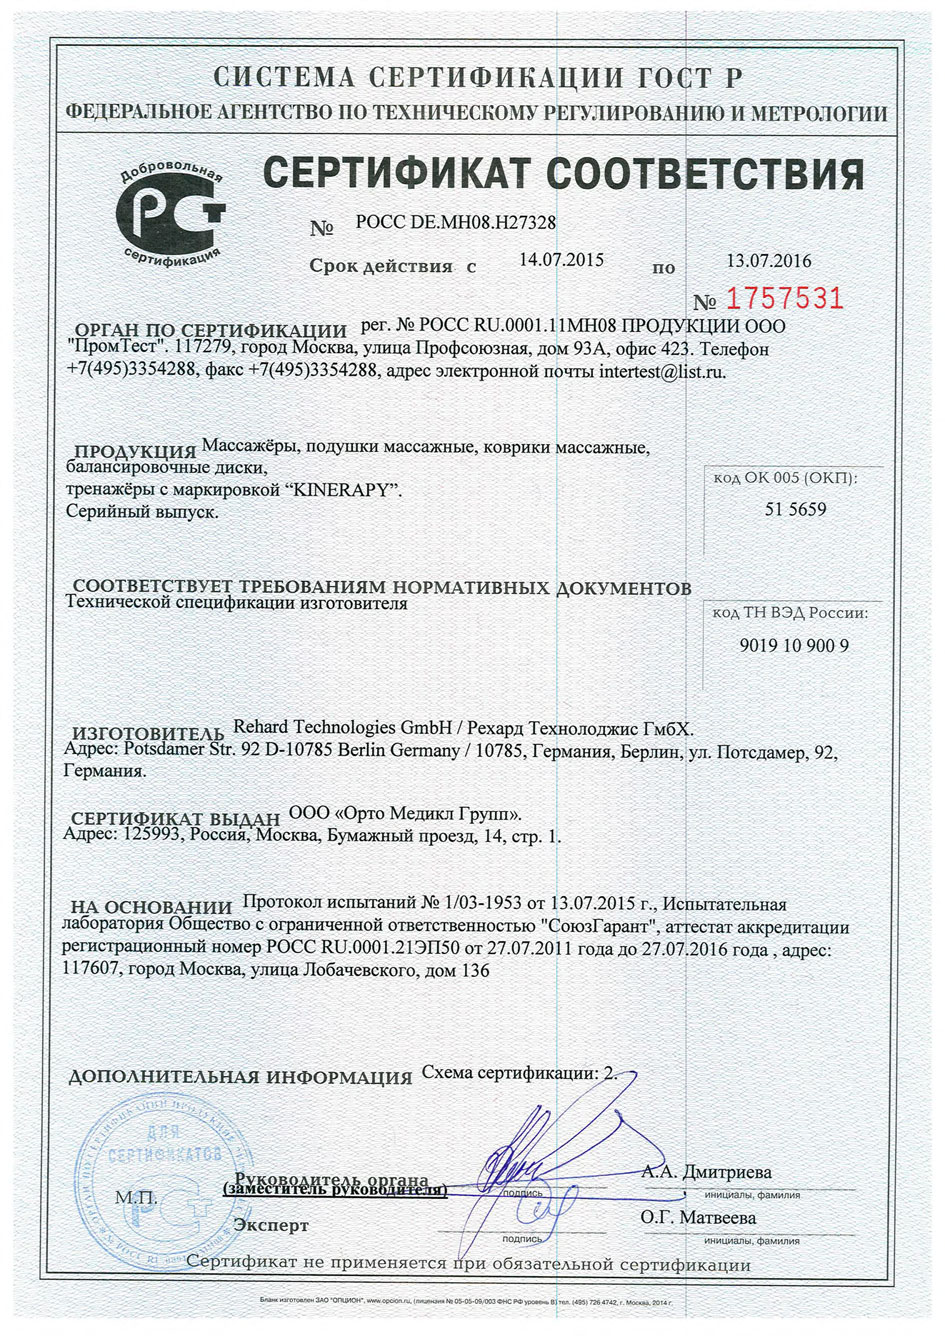 СИСТЕМА СЕРТИФИКАЦИИ ГОСТ Р
ФЕДЕРАЛЬНОЕ АГЕНТСТВО ПО ТЕХНИЧЕСКОМУ РЕГУЛИРОВАНИЮ И МЕТРОЛОГИИ
Добровольная
РСТ
сертификация
СЕРТИФИКАТ СООТВЕТСТВИЯ
№ РОСС DE.МН08.Н27328
Срок действия с 14.07.2015 по 13.07.2016
№ 1757531
ОРГАН ПО СЕРТИФИКАЦИИ рег. № РОСС RU.0001.11МН08 ПРОДУКЦИИ ООО
"ПромТест". 117279, город Москва, улица Профсоюзная, дом 93А, офис 423. Телефон
+7(495)3354288, факс +7(495)3354288, адрес электронной почты intertest@list.ru.
ПРОДУКЦИЯ Массажёры, подушки массажные, коврики массажные,
балансировочные диски,
тренажёры с маркировкой “KINERAPY”.
Серийный выпуск.
код ОК 005 (ОКП):
51 5659
СООТВЕТСТВУЕТ ТРЕБОВАНИЯМ НОРМАТИВНЫХ ДОКУМЕНТОВ
Технической спецификации изготовителя
код ТН ВЭД России:
9019 10 900 9
ИЗГОТОВИТЕЛЬ Rehard Technologies GmbH / Рехард Технолоджис ГмбХ.
Адрес: Potsdamer Str. 92 D-10785 Berlin Germany / 10785, Германия, Берлин, ул. Потсдамер, 92,
Германия.
СЕРТИФИКАТ ВЫДАН ООО «Орто Медикл Групп».
Адрес: 125993, Россия, Москва, Бумажный проезд, 14, стр. 1.
НА ОСНОВАНИИ Протокол испытаний № 1/03-1953 от 13.07.2015 г., Испытательная
лаборатория Общество с ограниченной ответственностью "СоюзГарант", аттестат аккредитации
регистрационный номер РОСС RU.0001.21ЭП50 от 27.07.2011 года до 27.07.2016 года , адрес:
117607, город Москва, улица Лобачевского, дом 136
ДОПОЛНИТЕЛЬНАЯ ИНФОРМАЦИЯ Схема сертификации: 2.
ДЛЯ
СЕРТИФИКАТОВ
М.П.
Руководитель органа
(заместитель руководителя)
подпись
А.А. Дмитриева
инициалы, фамилия
Эксперт
подпись
О.Г. Матвеева
инициалы, фамилия
Сертификат не применяется при обязательной сертификации
Бланк изготовлен ЗАО "ОПЦИОН", www.opcion.ru, (лицензия № 05-05-09/003 ФНС РФ уровень В) тел. (495) 726 4742, г. Москва, 2014 г.